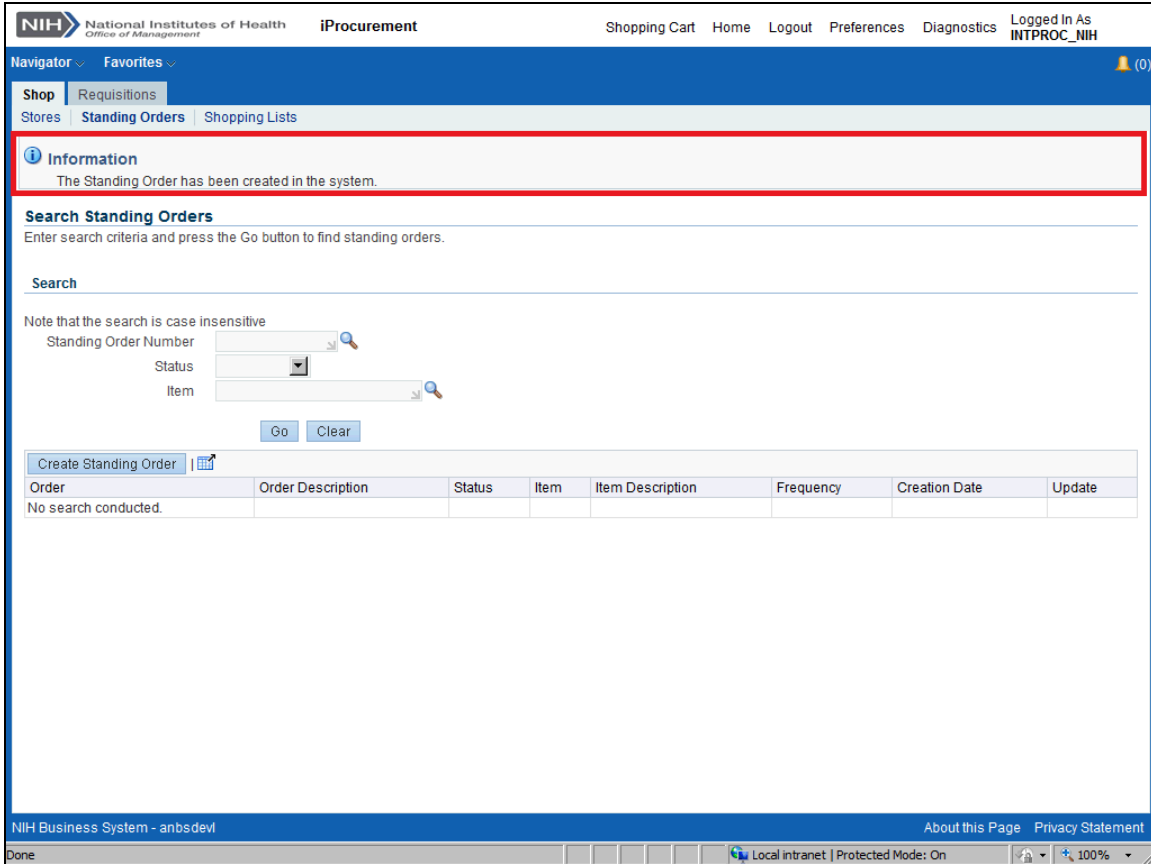 NIH National Institutes of Health iProcurement Shopping Cart Home Logout Preferences Diagnostics Logged In As
Office of Management INTPROC_NIH
Navigator Favorites (0)
Shop Requisitions
Stores Standing Orders Shopping Lists
Information
The Standing Order has been created in the system.
Search Standing Orders
Enter search criteria and press the Go button to find standing orders.
Search
Note that the search is case insensitive
Standing Order Number
Status
Item
Go Clear
Create Standing Order |
Order Order Description Status Item Item Description Frequency Creation Date Update
No search conducted.
NIH Business System - anbsdevl About this Page Privacy Statement
Done Local intranet | Protected Mode: On 100%